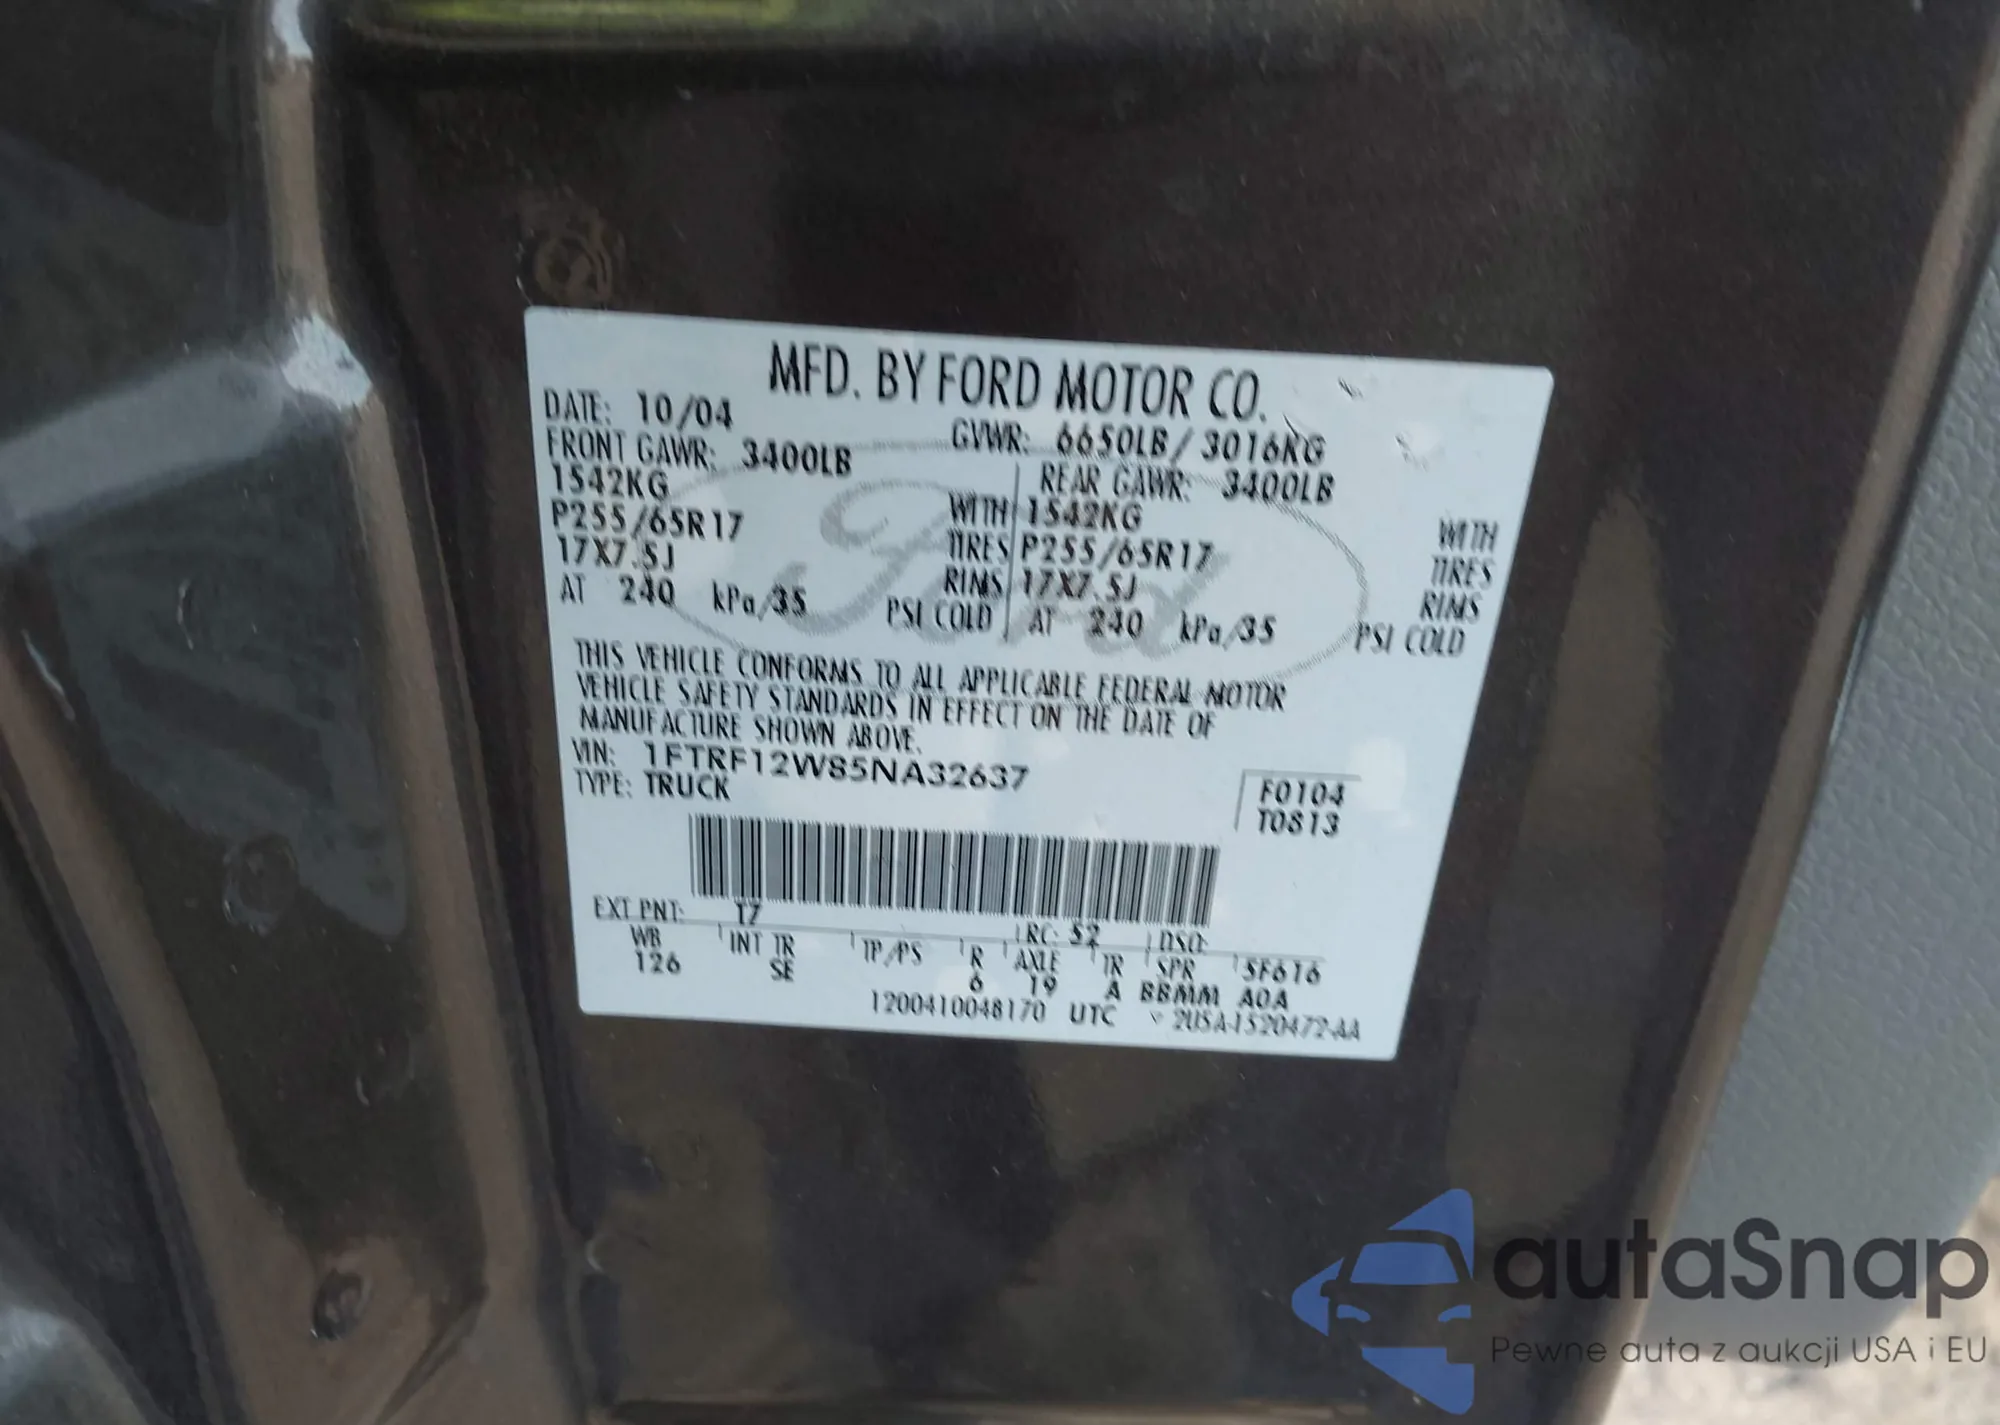 MFD. BY FORD MOTOR CO.
DATE: 10/04 GVWR: 6650LB / 3016KG
FRONT GAWR: 3400LB REAR GAWR: 3400LB
1542KG WITH 1542KG WITH
P255/65R17 TIRES P255/65R17 TIRES
17X7.5J RIMS 17X7.5J RIMS
AT 240 kPa/35 PSI COLD AT 240 kPa/35 PSI COLD
THIS VEHICLE CONFORMS TO ALL APPLICABLE FEDERAL MOTOR
VEHICLE SAFETY STANDARDS IN EFFECT ON THE DATE OF
MANUFACTURE SHOWN ABOVE.
VIN: 1FTRF12W85NA32637
TYPE: TRUCK
F0104
T0813
EXT PNT: T7 RC: 52 DSO:
WB INT TR TP/PS R AXLE TR SPR 5F616
126 SE 6 19 A BBMM A0A
1200410048170 UTC 2U5A-1520472-AA
Ford
autaSnap
Pewne auta z aukcji USA i EU